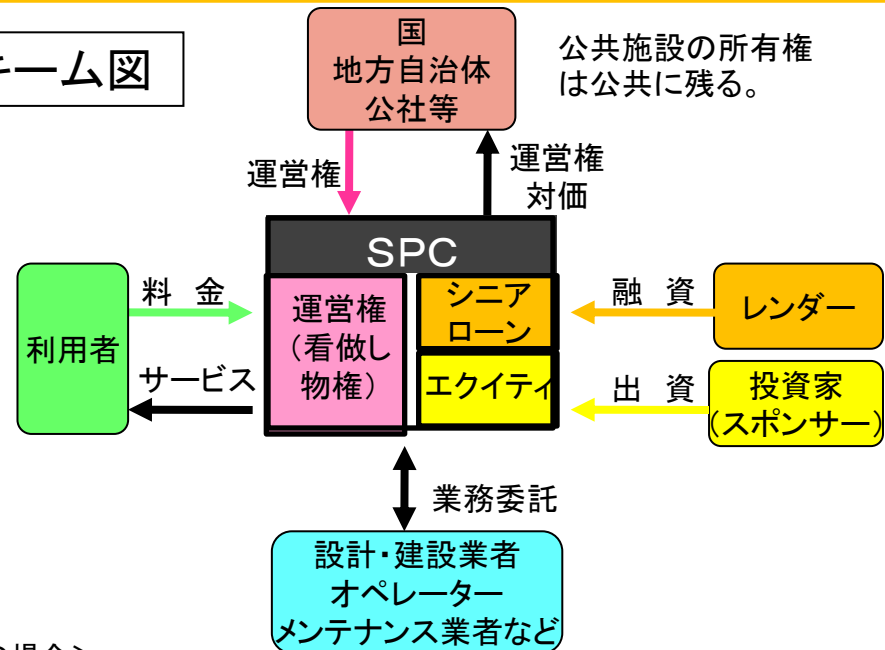 ーム図
国
地方自治体
公社等
公共施設の所有権
は公共に残る。
運営権
運営権
対価
SPC
利用者
料 金
サービス
運営権
(看做し
物権)
シニア
ローン
エクイティ
融 資
レンダー
出 資
投資家
(スポンサー)
業務委託
設計・建設業者
オペレーター
メンテナンス業者など